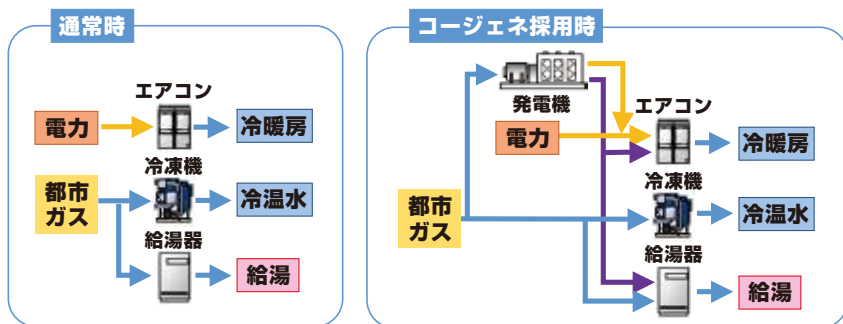 通常時
エアコン
電力
冷暖房
冷凍機
都市
ガス
冷温水
給湯器
給湯
コージェネ採用時
発電機
エアコン
電力
冷暖房
冷凍機
都市
ガス
冷温水
給湯器
給湯